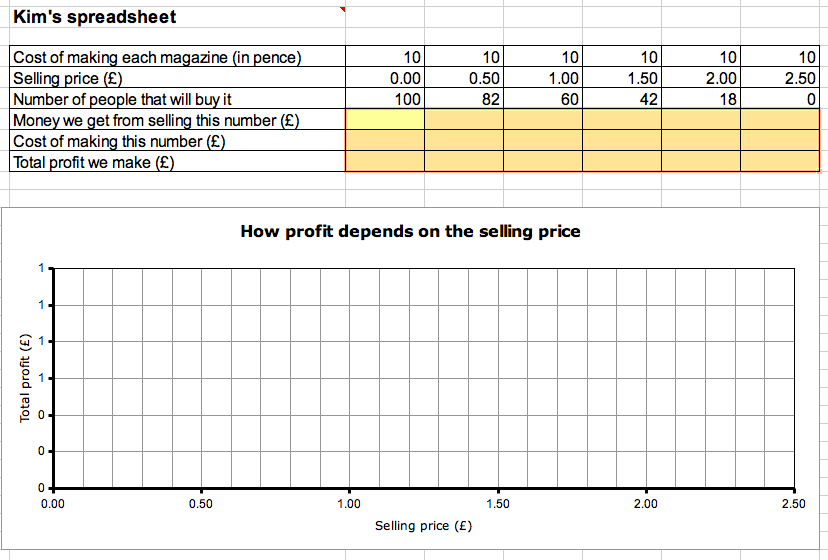 Kim's spreadsheet
Cost of making each magazine (in pence) 10 10 10 10 10 10
Selling price (£) 0.00 0.50 1.00 1.50 2.00 2.50
Number of people that will buy it 100 82 60 42 18 0
Money we get from selling this number (£)
Cost of making this number (£)
Total profit we make (£)
How profit depends on the selling price
Total profit (£)
1
1
1
1
0
0
0
0.00 0.50 1.00 1.50 2.00 2.50
Selling price (£)